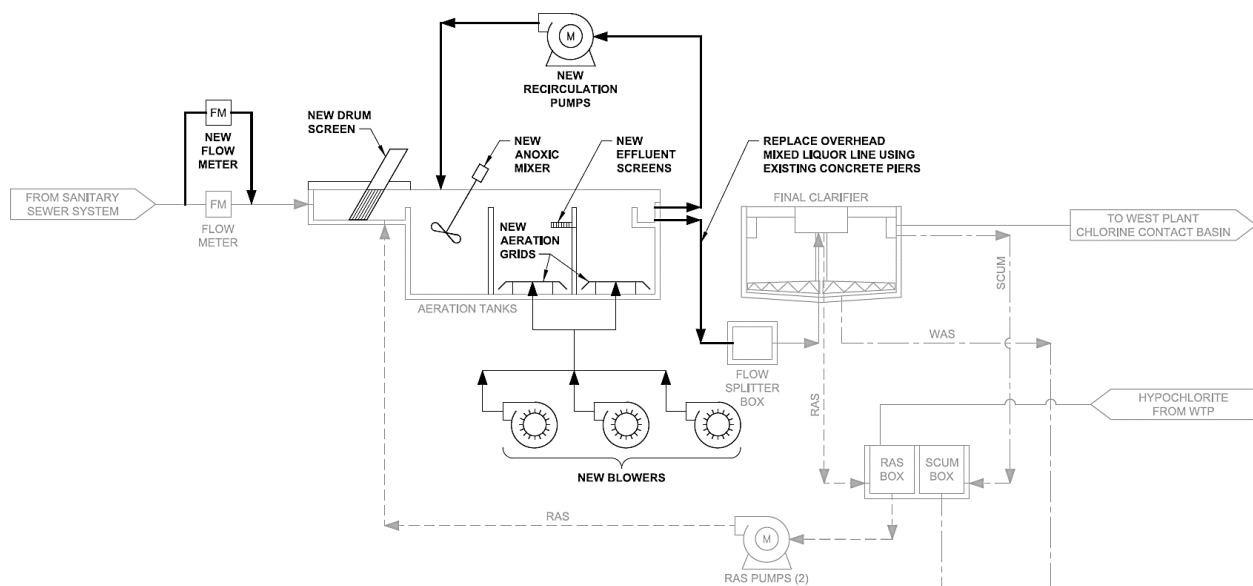 M
NEW
RECIRCULATION
PUMPS
FM
NEW
FLOW
METER
NEW DRUM
SCREEN
NEW
ANOXIC
MIXER
NEW
EFFLUENT
SCREENS
REPLACE OVERHEAD
MIXED LIQUOR LINE USING
EXISTING CONCRETE PIERS
FROM SANITARY
SEWER SYSTEM
FM
FLOW
METER
FINAL CLARIFIER
TO WEST PLANT
CHLORINE CONTACT BASIN
NEW
AERATION
GRIDS
SCUM
AERATION TANKS
WAS
FLOW
SPLITTER
BOX
RAS
HYPOCHLORITE
FROM WTP
RAS
BOX
SCUM
BOX
NEW BLOWERS
RAS
M
RAS PUMPS (2)